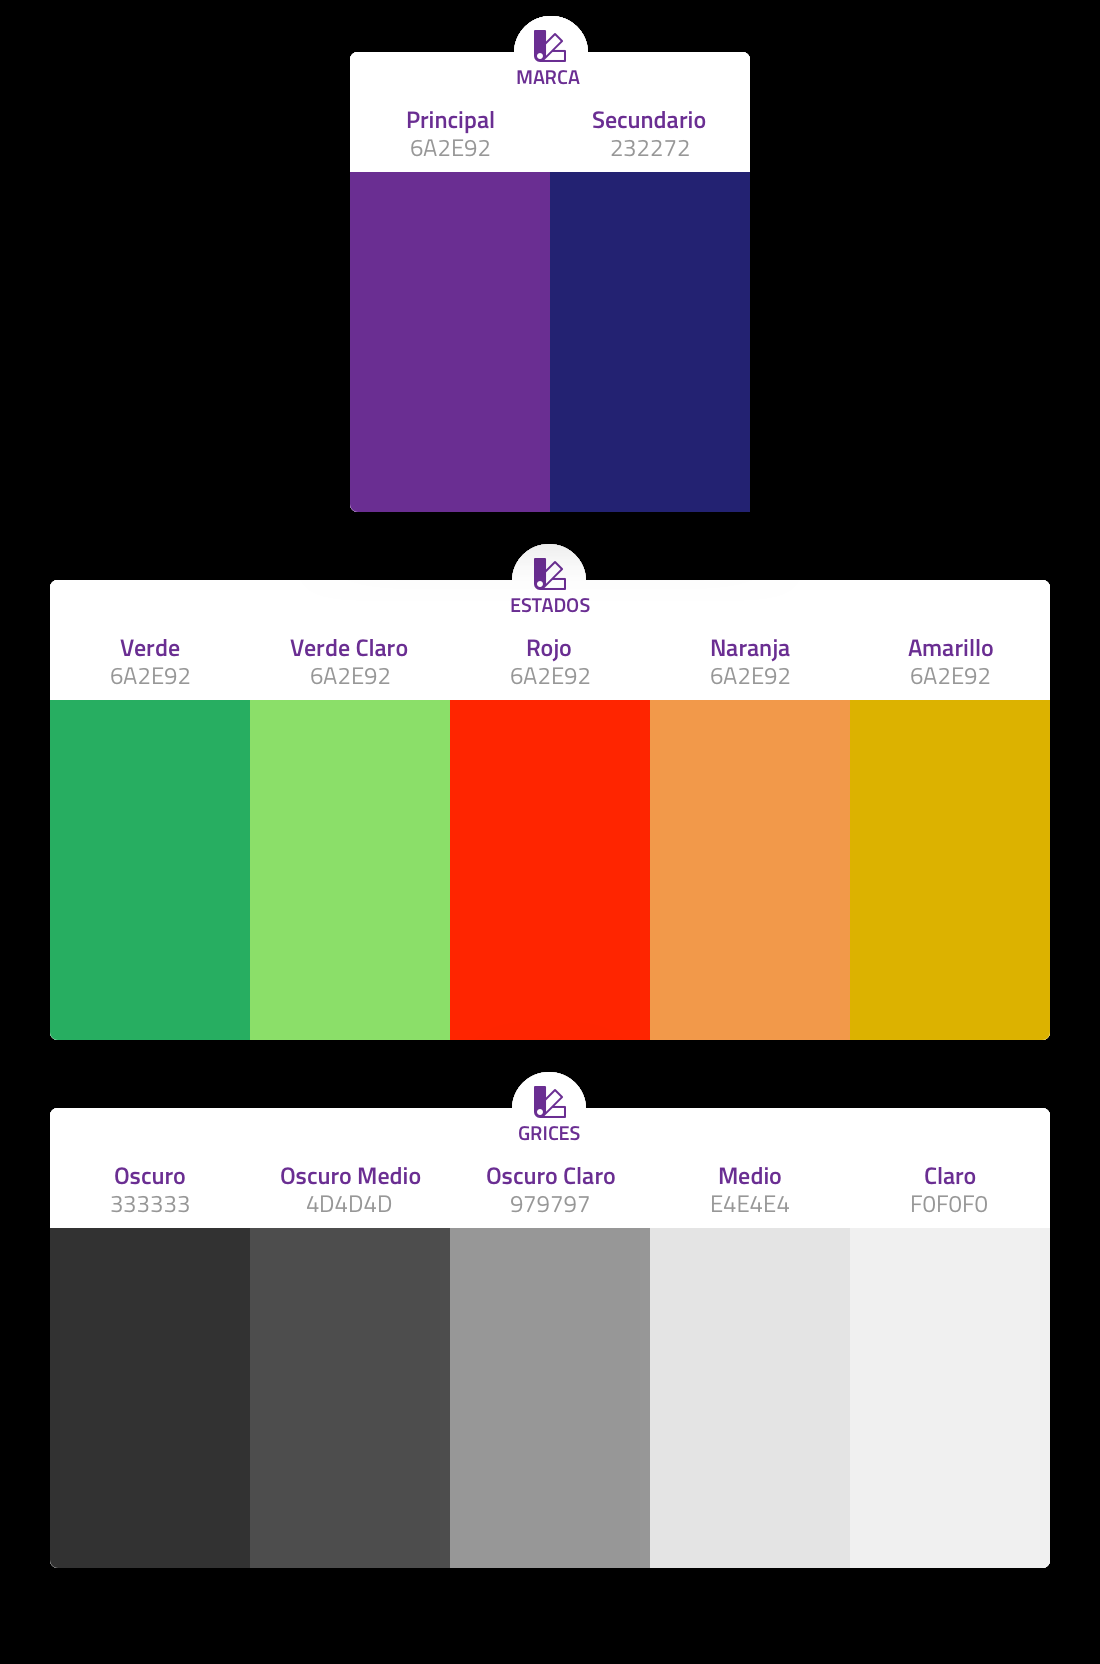 MARCA
Principal Secundario
6A2E92 232272
ESTADOS
Verde Verde Claro Rojo Naranja Amarillo
6A2E92 6A2E92 6A2E92 6A2E92 6A2E92
GRICES
Oscuro Oscuro Medio Oscuro Claro Medio Claro
333333 4D4D4D 979797 E4E4E4 F0F0F0